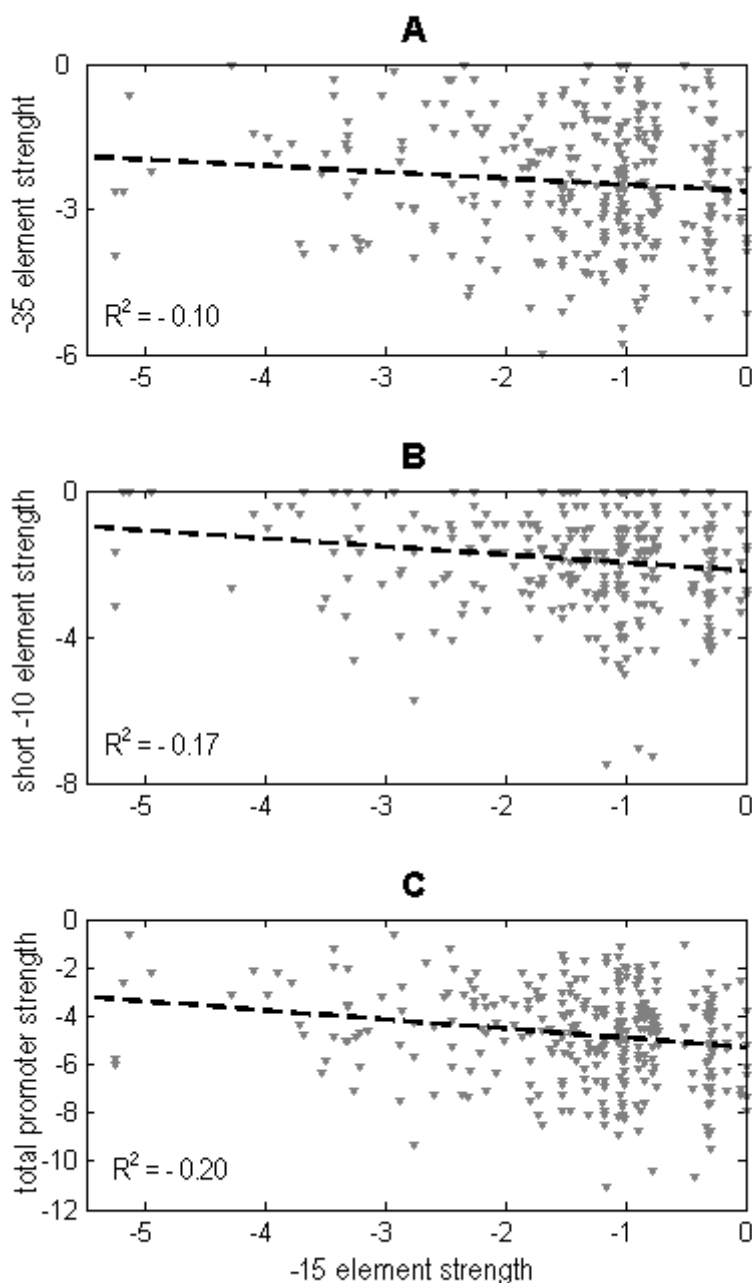 A
0
-3
-6
-35 element strenght
R² = - 0.10
-5 -4 -3 -2 -1 0
B
0
-4
-8
short -10 element strength
R² = - 0.17
-5 -4 -3 -2 -1 0
C
0
-2
-4
-6
-8
-10
-12
total promoter strength
R² = - 0.20
-5 -4 -3 -2 -1 0
-15 element strength